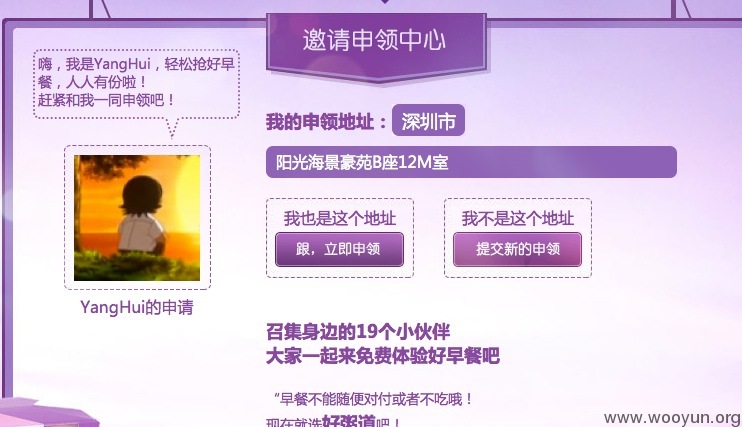 邀请申领中心
嗨，我是YangHui，轻松抢好早
餐，人人有份啦！
赶紧和我一同申领吧！
我的申领地址： 深圳市
阳光海景豪苑B座12M室
我也是这个地址 我不是这个地址
跟，立即申领 提交新的申领
YangHui的申请
召集身边的19个小伙伴
大家一起来免费体验好早餐吧
“早餐不能随便对付或者不吃哦！
现在就选好粥道吧！
www.wooyun.org